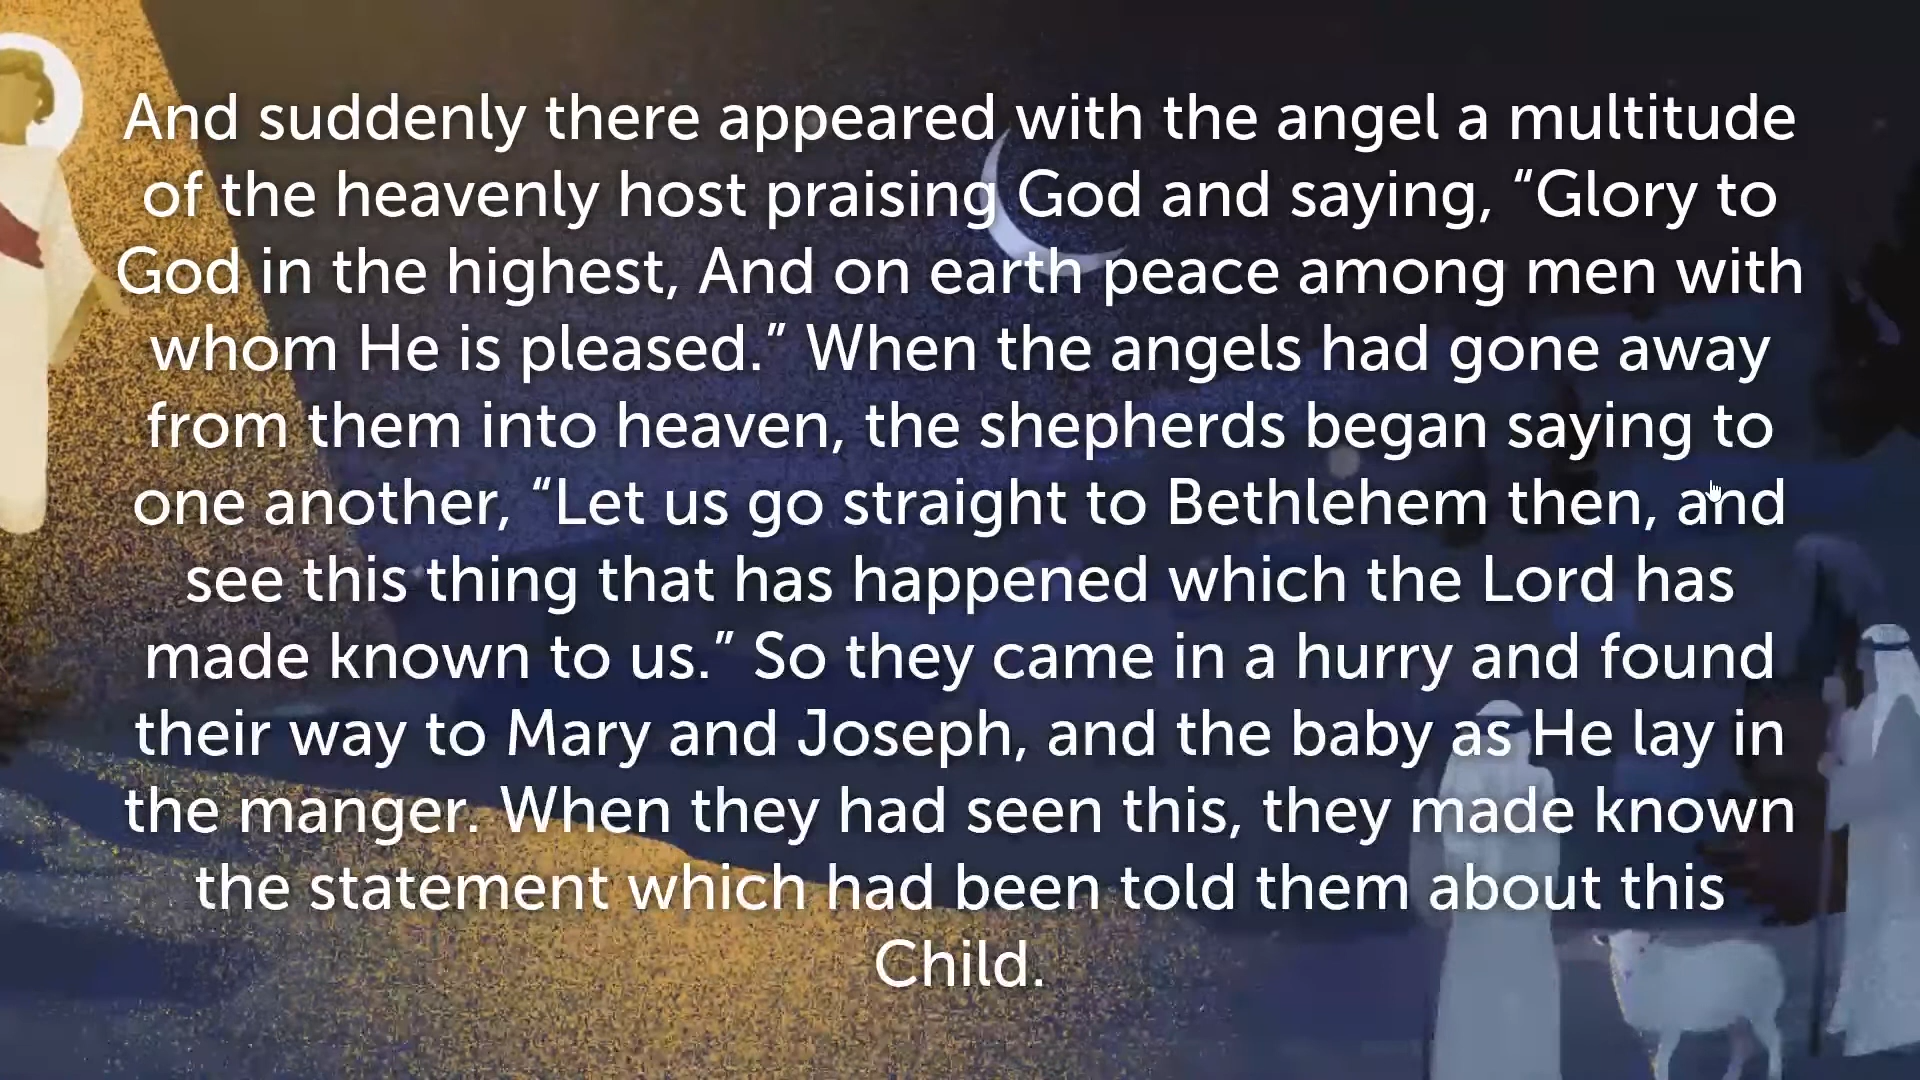 And suddenly there appeared with the angel a multitude
of the heavenly host praising God and saying, “Glory to
God in the highest, And on earth peace among men with
whom He is pleased.” When the angels had gone away
from them into heaven, the shepherds began saying to
one another, “Let us go straight to Bethlehem then, and
see this thing that has happened which the Lord has
made known to us.” So they came in a hurry and found
their way to Mary and Joseph, and the baby as He lay in
the manger. When they had seen this, they made known
the statement which had been told them about this
Child.